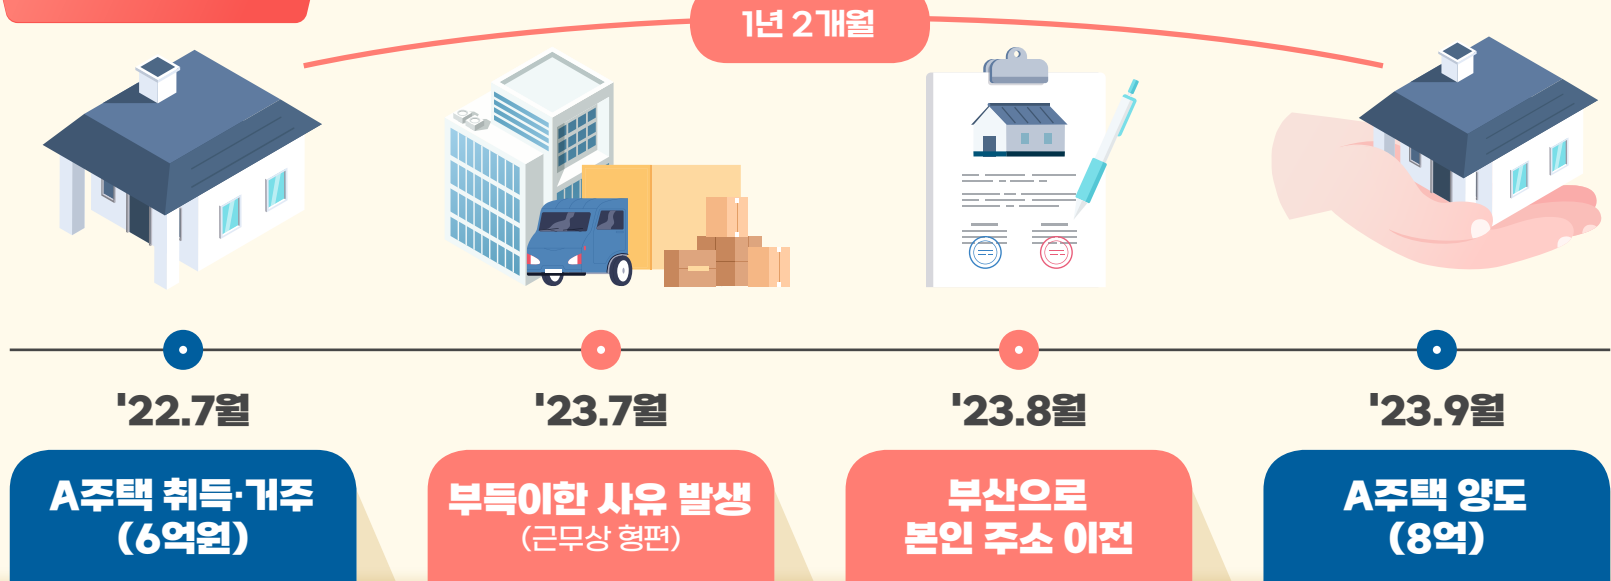 1년 2개월
'22.7월
'23.7월
'23.8월
'23.9월
A주택 취득·거주
(6억원)
부득이한 사유 발생
(근무상 형편)
부산으로
본인 주소 이전
A주택 양도
(8억)